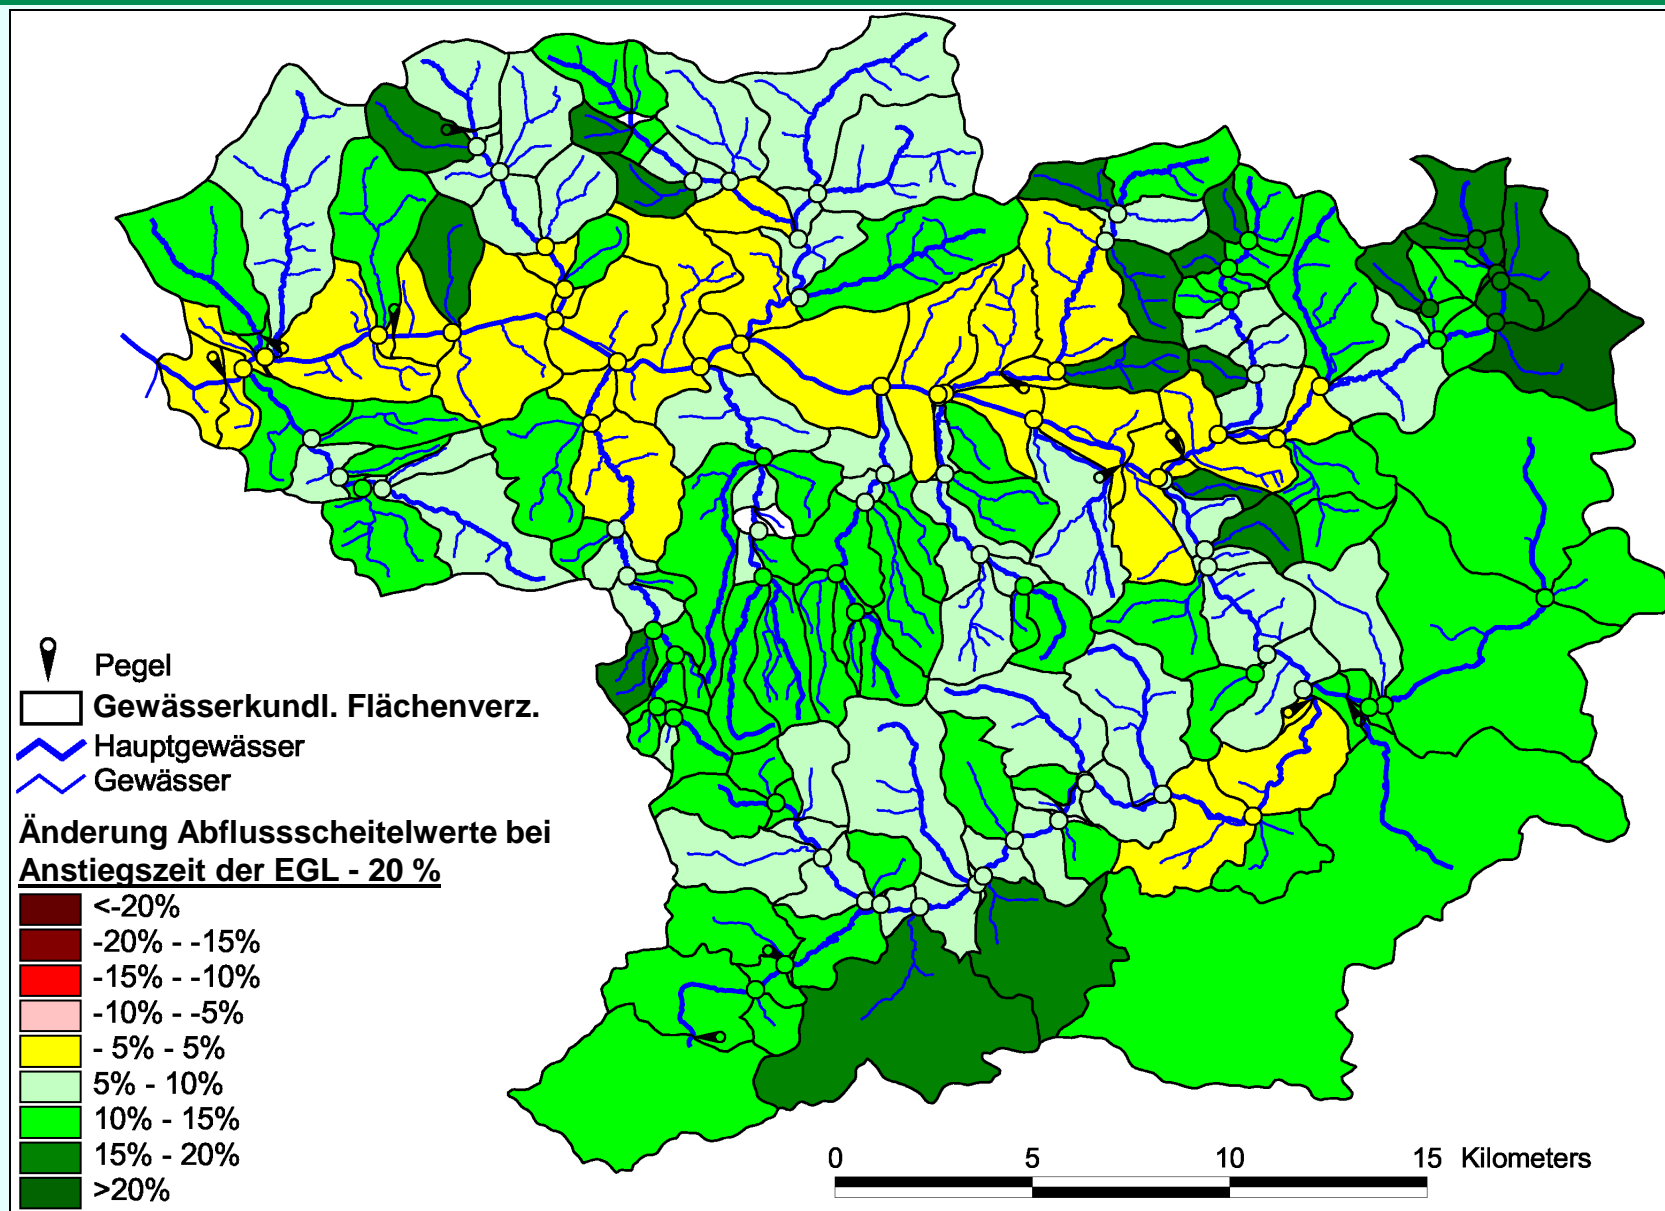 Pegel
Gewässerkundl. Flächenverz.
Hauptgewässer
Gewässer
Änderung Abflussscheitelwerte bei
Anstiegszeit der EGL - 20 %
<-20%
-20% - -15%
-15% - -10%
-10% - -5%
- 5% - 5%
5% - 10%
10% - 15%
15% - 20%
>20%
0 5 10 15 Kilometers